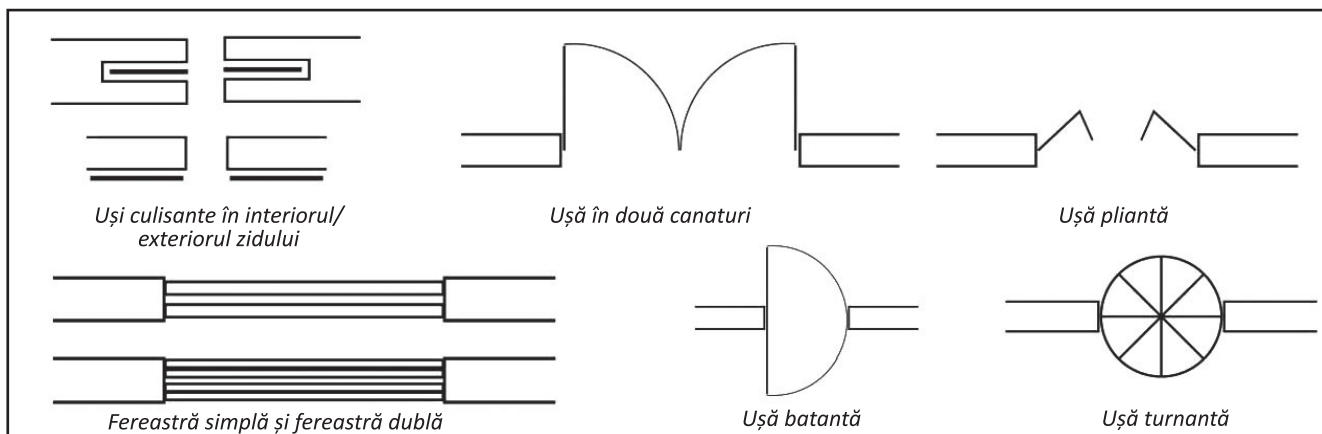 Uși culisante în interiorul/
exteriorul zidului
Ușă în două canaturi
Ușă pliantă
Fereastră simplă și fereastră dublă
Ușă batantă
Ușă turnantă